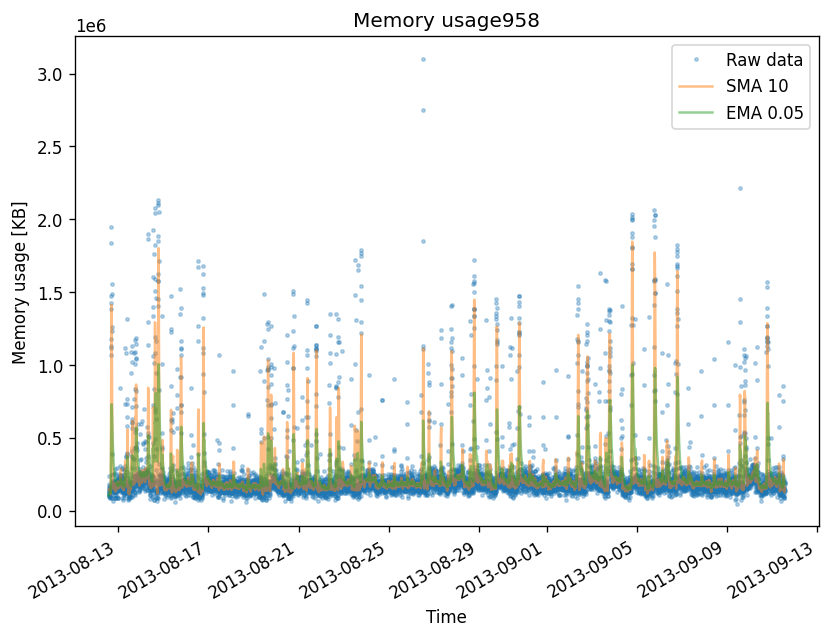 Memory usage958
1e6
Raw data
SMA 10
EMA 0.05
3.0
2.5
2.0
1.5
1.0
0.5
0.0
Memory usage [KB]
2013-08-13
2013-08-17
2013-08-21
2013-08-25
2013-08-29
2013-09-01
2013-09-05
2013-09-09
2013-09-13
Time